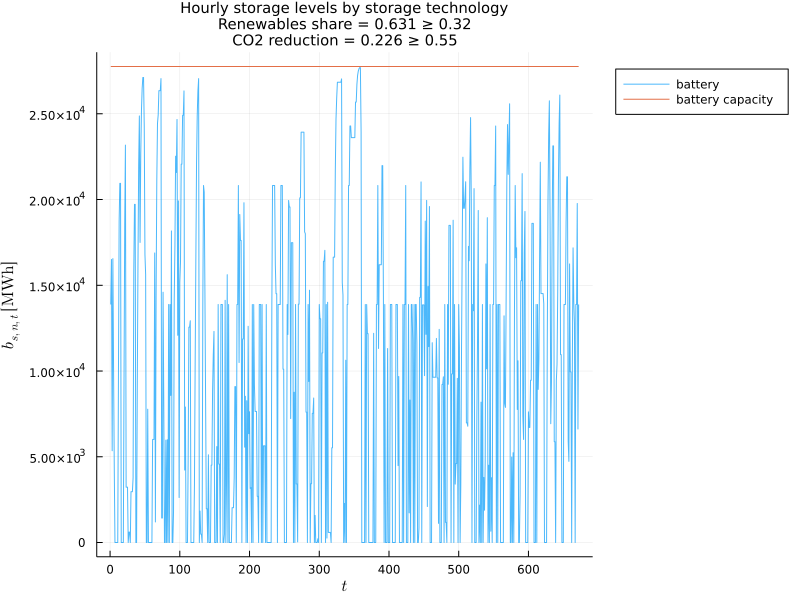 Hourly storage levels by storage technology
Renewables share = 0.631 ≥ 0.32
CO2 reduction = 0.226 ≥ 0.55
battery
battery capacity
2.50×10⁴
2.00×10⁴
1.50×10⁴
1.00×10⁴
5.00×10³
0
b_{s, n, t} [MWh]
0 100 200 300 400 500 600
t